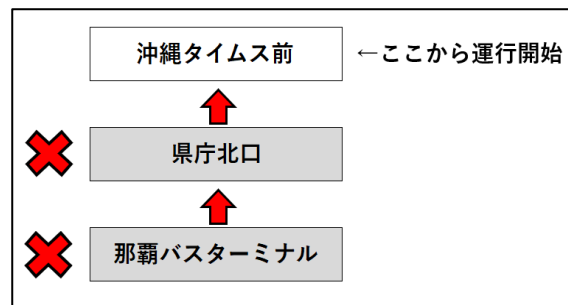 沖縄タイムス前 ←ここから運行開始
県庁北口
那覇バスターミナル